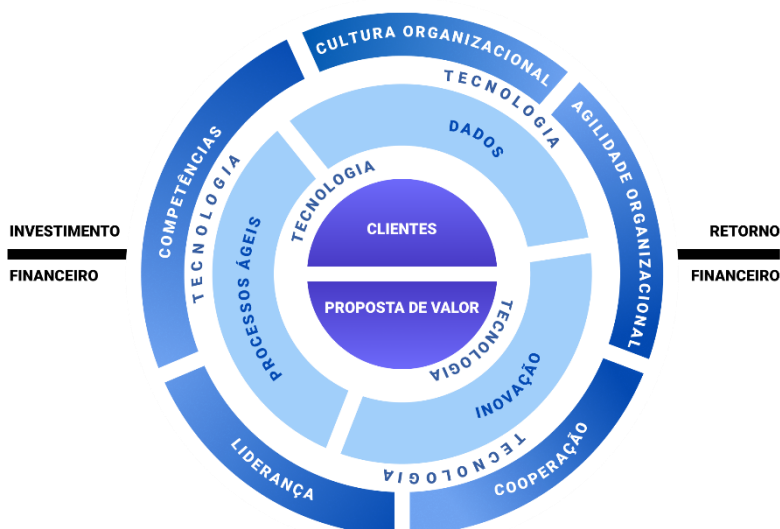 CULTURA ORGANIZACIONAL
AGILIDADE ORGANIZACIONAL
COOPERAÇÃO
LIDERANÇA
COMPETÊNCIAS
TECNOLOGIA
TECNOLOGIA
TECNOLOGIA
DADOS
INOVAÇÃO
PROCESSOS ÁGEIS
TECNOLOGIA
TECNOLOGIA
CLIENTES
PROPOSTA DE VALOR
INVESTIMENTO
FINANCEIRO
RETORNO
FINANCEIRO